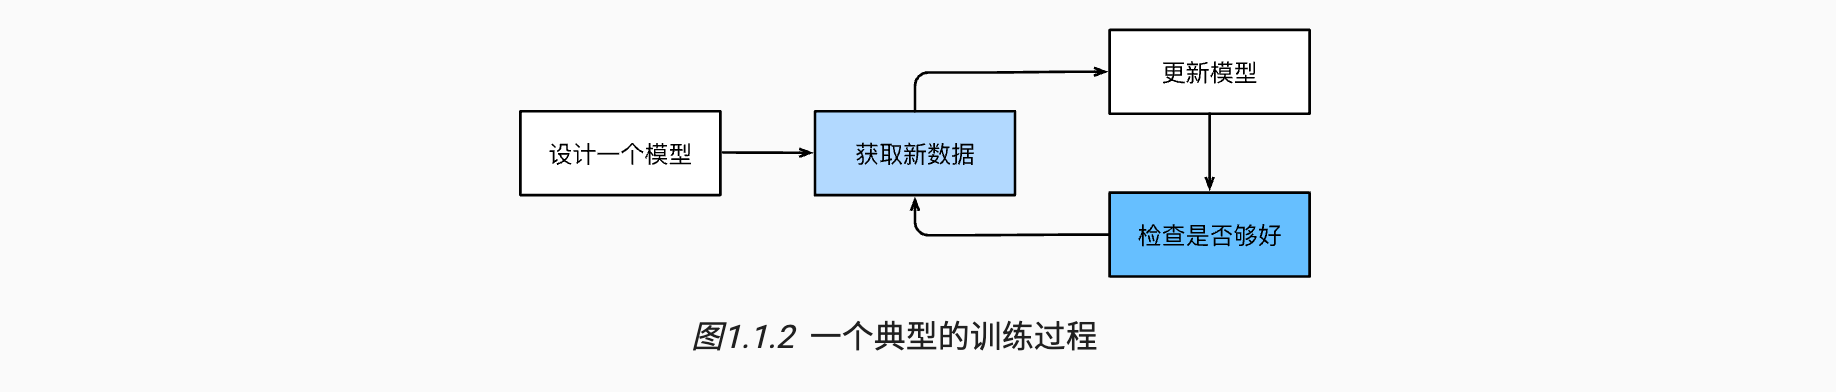 更新模型
设计一个模型
获取新数据
检查是否够好
图1.1.2 一个典型的训练过程